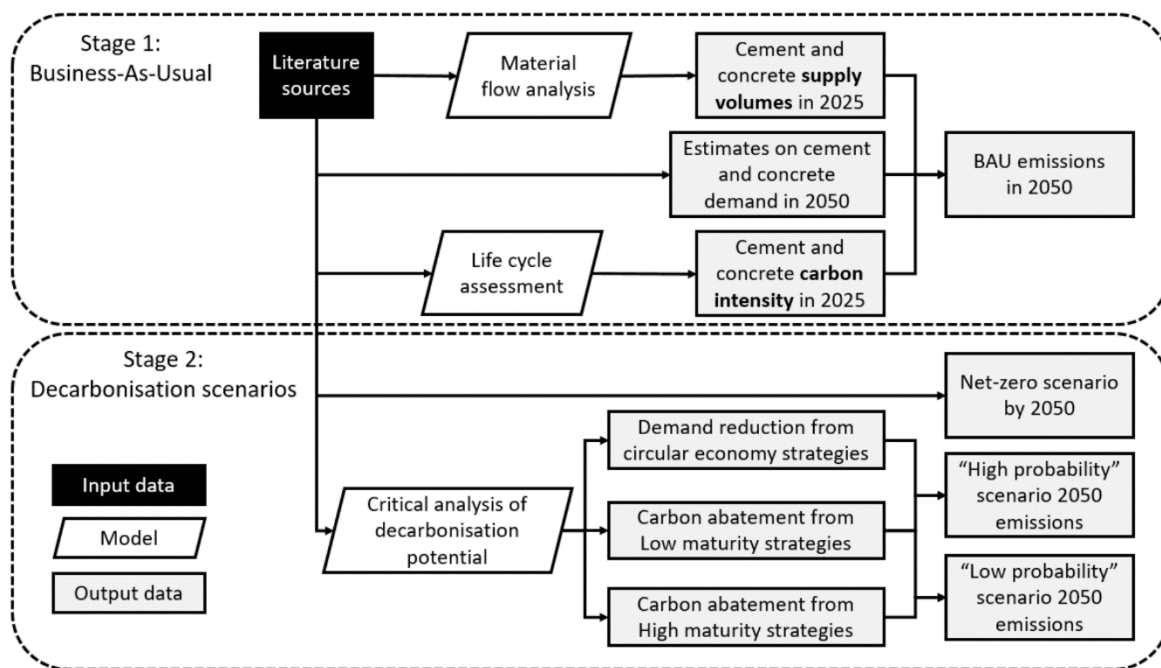 Stage 1:
Business-As-Usual
Literature
sources
Material
flow analysis
Cement and
concrete supply
volumes in 2025
Estimates on cement
and concrete
demand in 2050
BAU emissions
in 2050
Life cycle
assessment
Cement and
concrete carbon
intensity in 2025
Stage 2:
Decarbonisation scenarios
Net-zero scenario
by 2050
Demand reduction from
circular economy strategies
Input data
Model
Output data
Critical analysis of
decarbonisation
potential
Carbon abatement from
Low maturity strategies
Carbon abatement from
High maturity strategies
“High probability”
scenario 2050
emissions
“Low probability”
scenario 2050
emissions